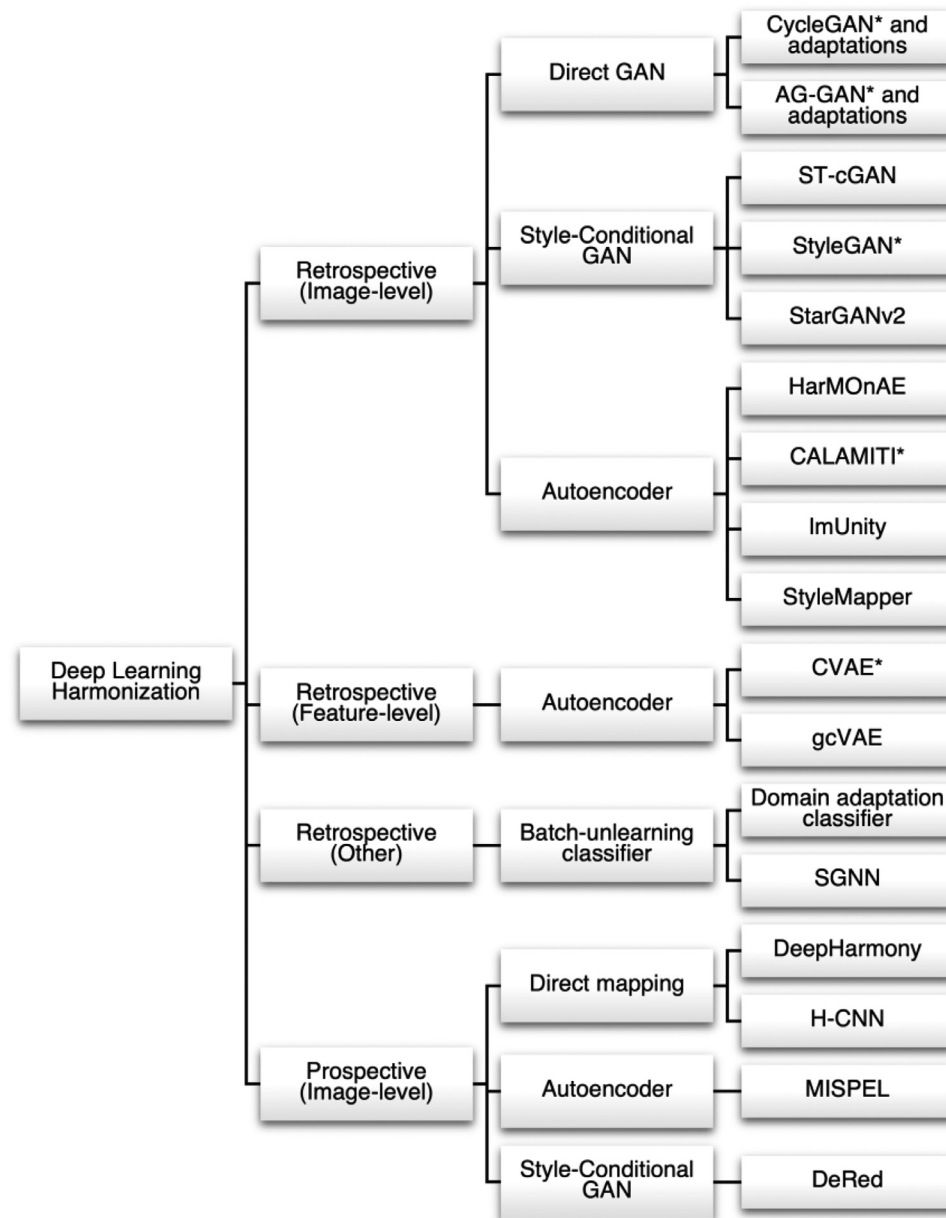 CycleGAN* and
adaptations
Direct GAN
AG-GAN* and
adaptations
ST-cGAN
Style-Conditional
GAN
StyleGAN*
Retrospective
(Image-level)
StarGANv2
HarMOnAE
CALAMITI*
Autoencoder
ImUnity
StyleMapper
Deep Learning
Harmonization
CVAE*
Retrospective
(Feature-level)
Autoencoder
gcVAE
Domain adaptation
classifier
Retrospective
(Other)
Batch-unlearning
classifier
SGNN
DeepHarmony
Direct mapping
H-CNN
Prospective
(Image-level)
Autoencoder
MISPEL
Style-Conditional
GAN
DeRed